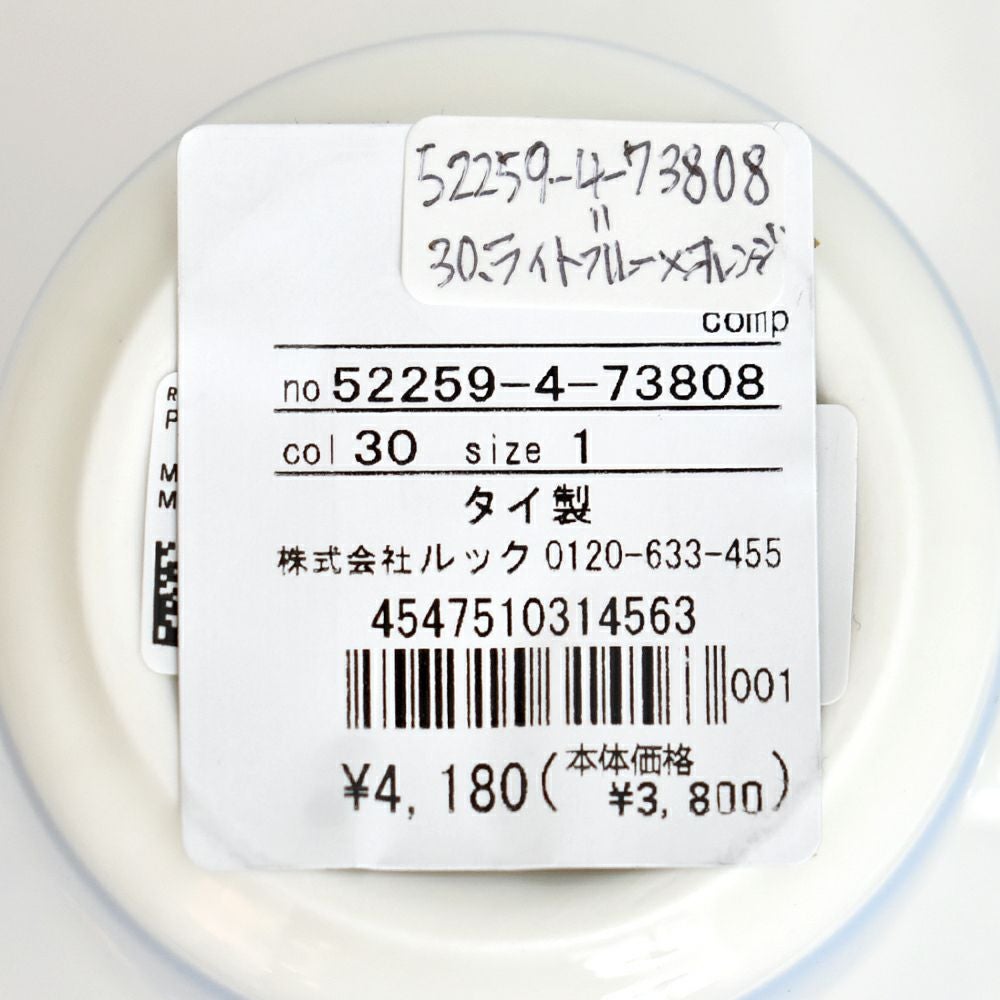 52259-4-73808
=
30.ライトブルー×オレンジ
comp
no 52259-4-73808
col 30 size 1
タイ製
株式会社ルック 0120-633-455
4547510314563
001
¥4,180(本体価格
¥3,800)
R
P
M
M